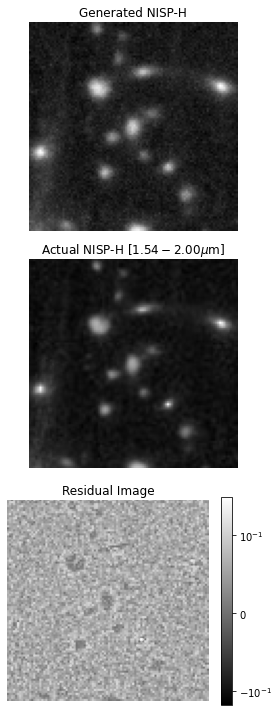 Generated NISP-H
Actual NISP-H [1.54 − 2.00μm]
Residual Image
10⁻¹
0
−10⁻¹